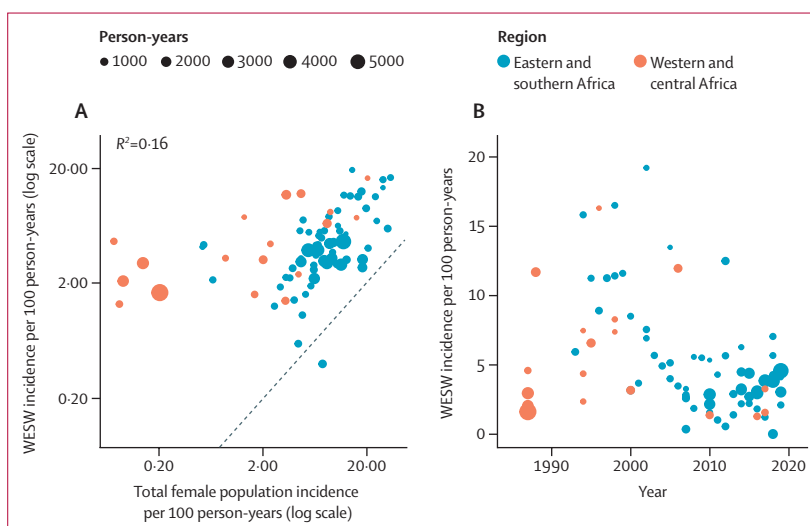 Person-years
1000 2000 3000 4000 5000
Region
Eastern and
southern Africa
Western and
central Africa
A
R²=0·16
WESW incidence per 100 person-years (log scale)
20·00
2·00
0·20
0·20 2·00 20·00
Total female population incidence
per 100 person-years (log scale)
B
WESW incidence per 100 person-years
20
15
10
5
0
1990 2000 2010 2020
Year